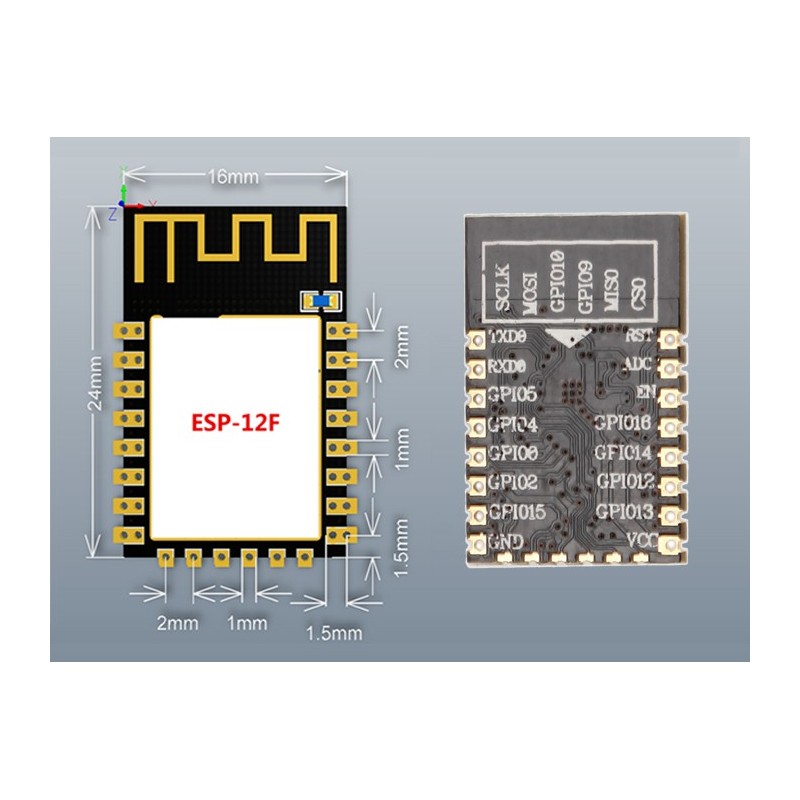 16mm
Y
Z
X
24mm
2mm
1mm
1.5mm
ESP-12F
2mm
1mm
1.5mm
SCLK
MOSI
GPIO10
GPIO9
MISO
CSO
TXD0
RST
RXD0
ADC
GPIO5
EN
GPIO4
GPIO16
GPIO0
GPIO14
GPIO2
GPIO12
GPIO15
GPIO13
GND
VCC